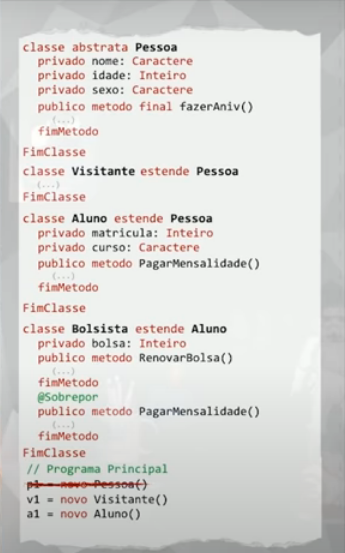 classe abstrata Pessoa
privado nome: Caractere
privado idade: Inteiro
privado sexo: Caractere
publico metodo final fazerAniv()
(...)
fimMetodo
FimClasse
classe Visitante estende Pessoa
(...)
FimClasse
classe Aluno estende Pessoa
privado matricula: Inteiro
privado curso: Caractere
publico metodo PagarMensalidade()
(...)
fimMetodo
FimClasse
classe Bolsista estende Aluno
privado bolsa: Inteiro
publico metodo RenovarBolsa()
(...)
fimMetodo
@Sobrepor
publico metodo PagarMensalidade()
(...)
fimMetodo
FimClasse
// Programa Principal
p1 = novo Pessoa()
v1 = novo Visitante()
a1 = novo Aluno()